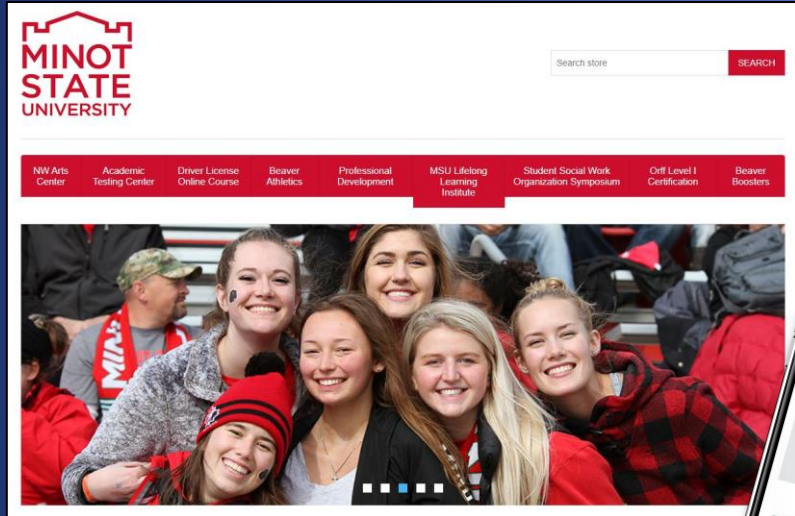 MINOT
STATE
UNIVERSITY
Search store
SEARCH
NW Arts
Center
Academic
Testing Center
Driver License
Online Course
Beaver
Athletics
Professional
Development
MSU Lifelong
Learning
Institute
Student Social Work
Organization Symposium
Orff Level I
Certification
Beaver
Boosters